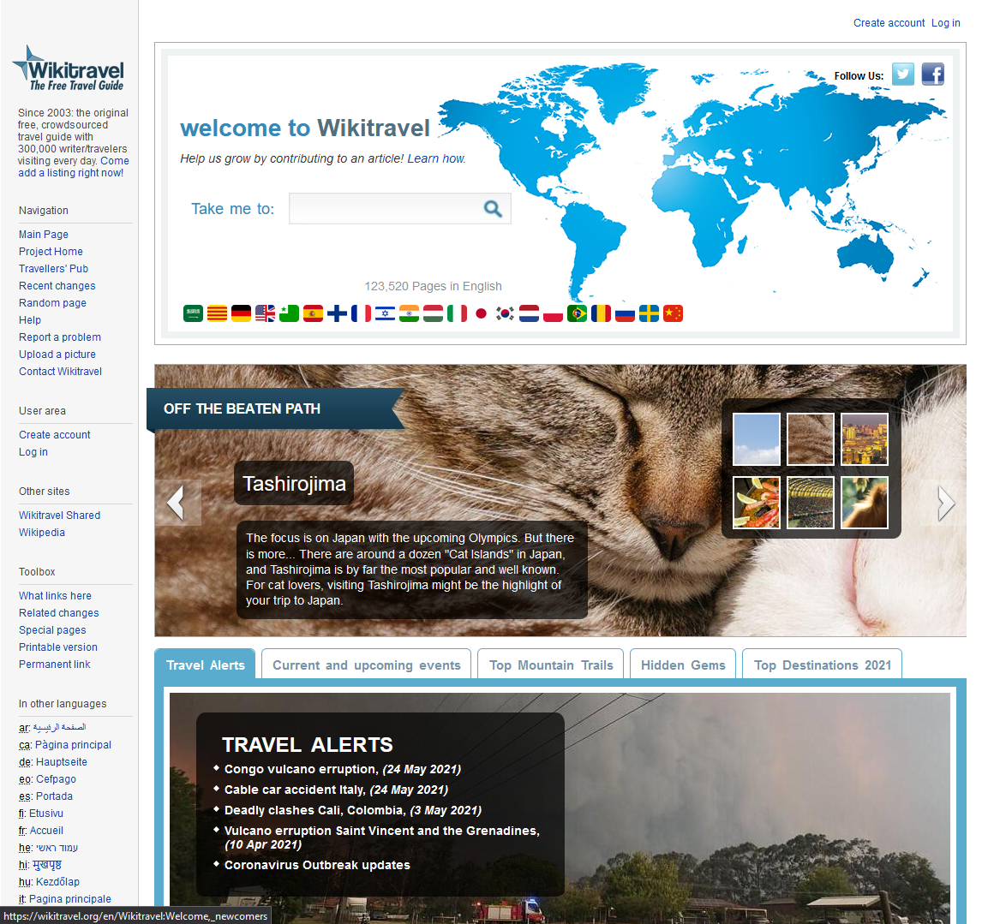 Create account Log in
Wikitravel
The Free Travel Guide
Since 2003: the original
free, crowdsourced
travel guide with
300,000 writer/travelers
visiting every day. Come
add a listing right now!
Navigation
Main Page
Project Home
Travellers' Pub
Recent changes
Random page
Help
Report a problem
Upload a picture
Contact Wikitravel
User area
Create account
Log in
Other sites
Wikitravel Shared
Wikipedia
Toolbox
What links here
Related changes
Special pages
Printable version
Permanent link
In other languages
ar: الصفحة الرئيسية
ca: Pàgina principal
de: Hauptseite
eo: Cefpago
es: Portada
fi: Etusivu
fr: Accueil
he: עמוד ראשי
hi: मुखपृष्ठ
hu: Kezdőlap
it: Pagina principale
Follow Us:
welcome to Wikitravel
Help us grow by contributing to an article! Learn how.
Take me to:
123,520 Pages in English
OFF THE BEATEN PATH
Tashirojima
The focus is on Japan with the upcoming Olympics. But there
is more... There are around a dozen "Cat Islands" in Japan,
and Tashirojima is by far the most popular and well known.
For cat lovers, visiting Tashirojima might be the highlight of
your trip to Japan.
Travel Alerts
Current and upcoming events
Top Mountain Trails
Hidden Gems
Top Destinations 2021
TRAVEL ALERTS
Congo vulcano erruption, (24 May 2021)
Cable car accident Italy, (24 May 2021)
Deadly clashes Cali, Colombia, (3 May 2021)
Vulcano erruption Saint Vincent and the Grenadines,
(10 Apr 2021)
Coronavirus Outbreak updates
https://wikitravel.org/en/Wikitravel:Welcome,_newcomers